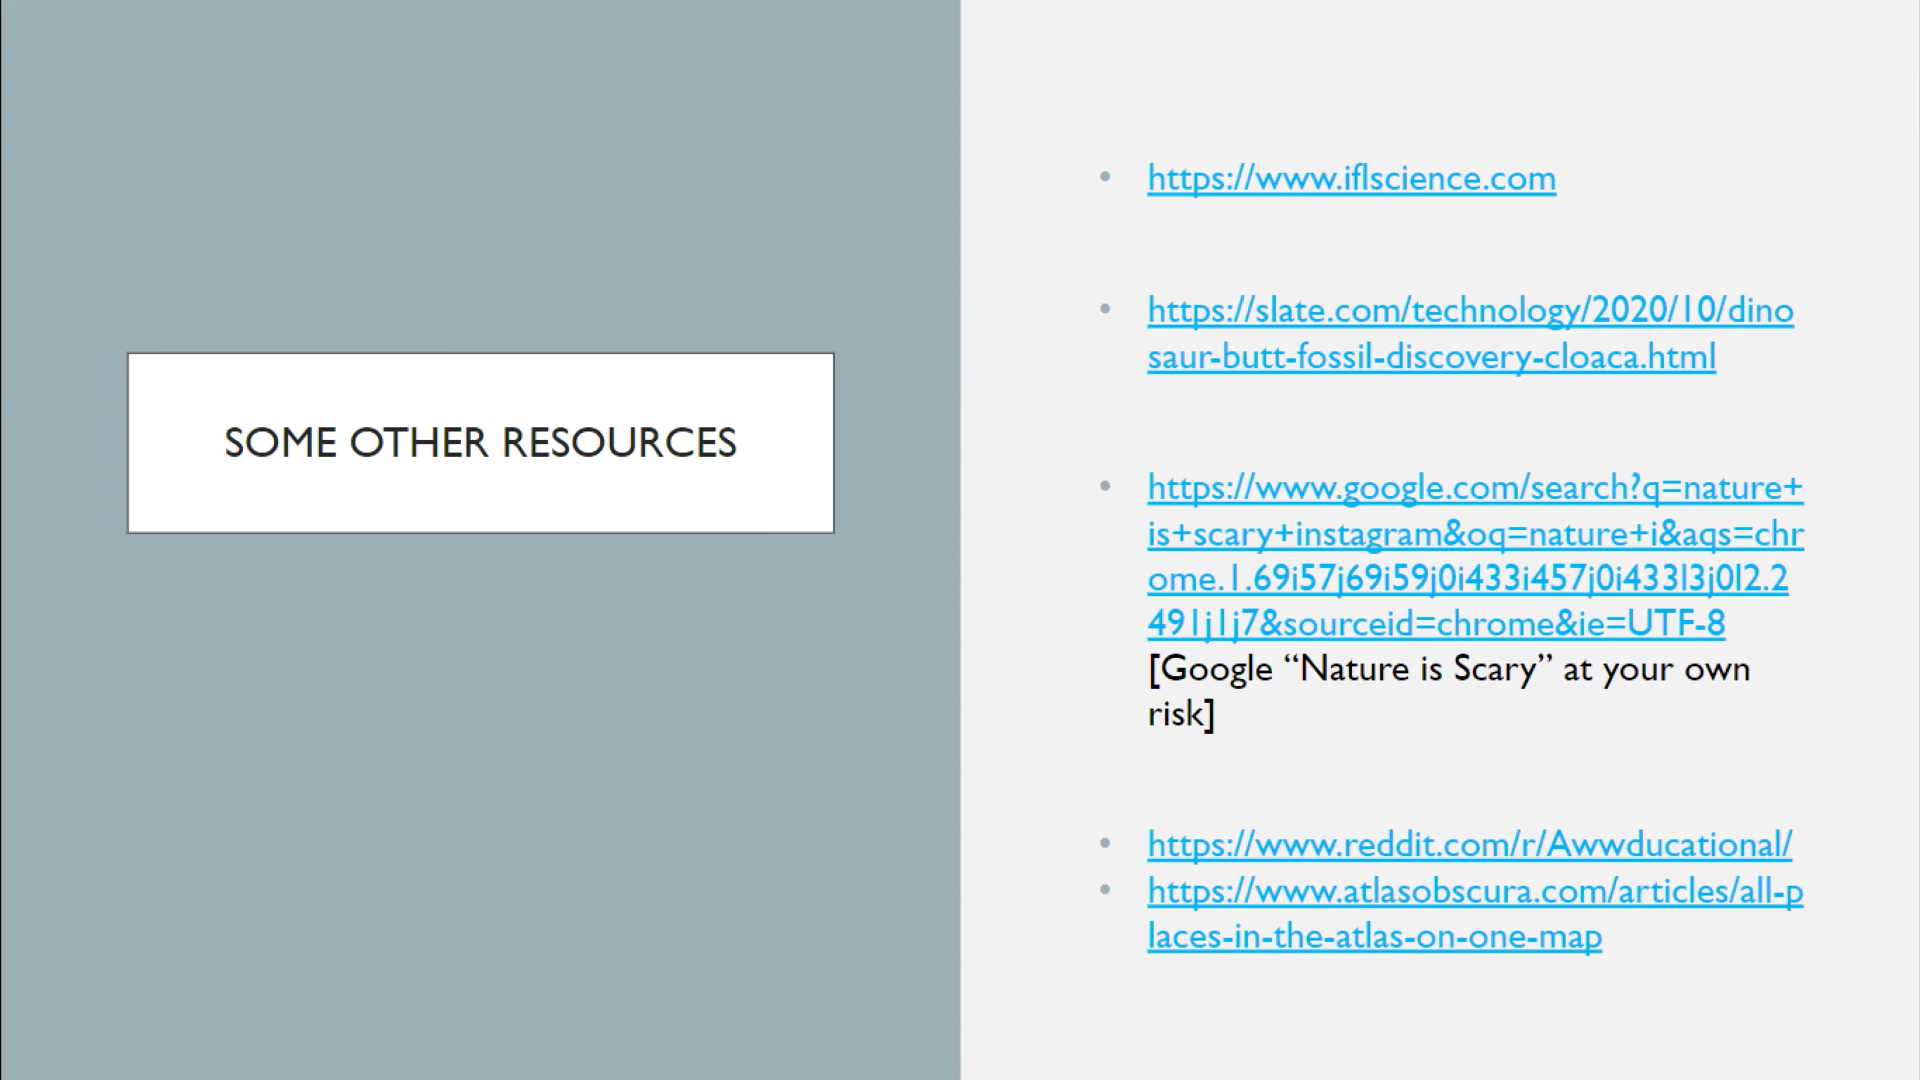 SOME OTHER RESOURCES
https://www.iflscience.com
https://slate.com/technology/2020/10/dino
saur-butt-fossil-discovery-cloaca.html
https://www.google.com/search?q=nature+
is+scary+instagram&oq=nature+i&aqs=chr
ome.1.69i57j69i59j0i433i457j0i433l3j0l2.2
491j1j7&sourceid=chrome&ie=UTF-8
[Google “Nature is Scary” at your own
risk]
https://www.reddit.com/r/Awwducational/
https://www.atlasobscura.com/articles/all-p
laces-in-the-atlas-on-one-map